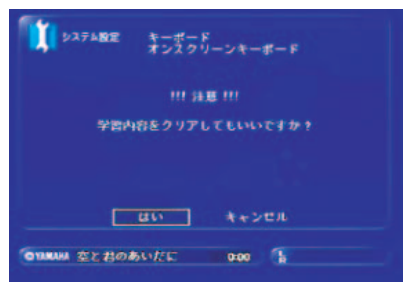 システム設定 キーボード
オンスクリーンキーボード
!!! 注意 !!!
学習内容をクリアしてもいいですか？
はい キャンセル
YAMAHA 空と君のあいだに 0:00 L
R